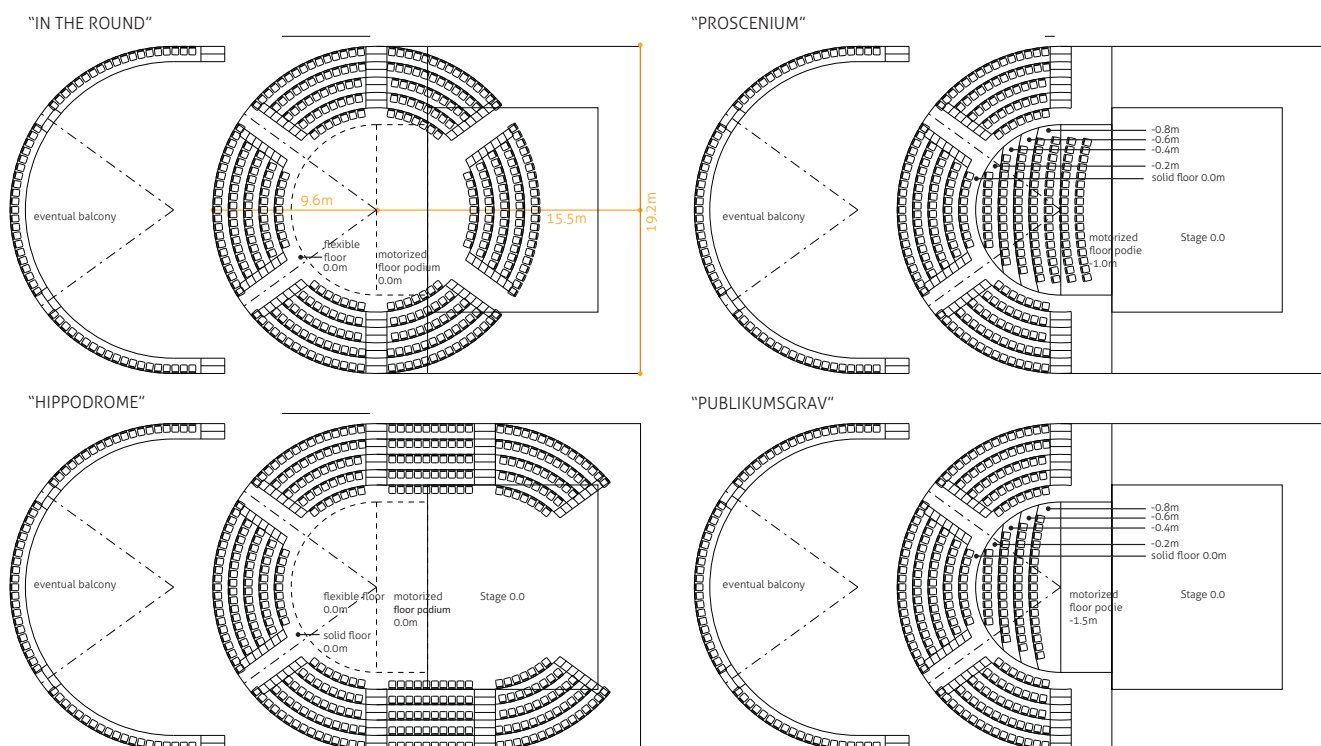 “IN THE ROUND”
eventual balcony
9.6m
15.5m
19.2m
flexible
floor
0.0m
motorized
floor podium
0.0m
“PROSCENIUM”
eventual balcony
-0.8m
-0.6m
-0.4m
-0.2m
solid floor 0.0m
motorized
floor podie
-1.0m
Stage 0.0
“HIPPODROME”
eventual balcony
flexible floor
0.0m
solid floor
0.0m
motorized
floor podium
0.0m
Stage 0.0
“PUBLIKUMSGRAV”
eventual balcony
-0.8m
-0.6m
-0.4m
-0.2m
solid floor 0.0m
motorized
floor podie
-1.5m
Stage 0.0